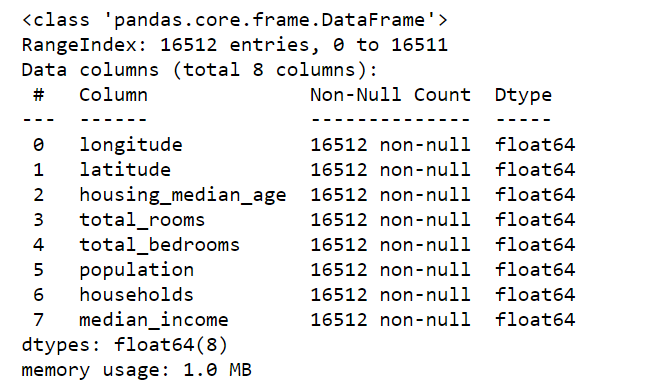 <class 'pandas.core.frame.DataFrame'>
RangeIndex: 16512 entries, 0 to 16511
Data columns (total 8 columns):
 #   Column              Non-Null Count  Dtype
---  ------              --------------  -----
 0   longitude           16512 non-null  float64
 1   latitude            16512 non-null  float64
 2   housing_median_age  16512 non-null  float64
 3   total_rooms         16512 non-null  float64
 4   total_bedrooms      16512 non-null  float64
 5   population          16512 non-null  float64
 6   households          16512 non-null  float64
 7   median_income       16512 non-null  float64
dtypes: float64(8)
memory usage: 1.0 MB